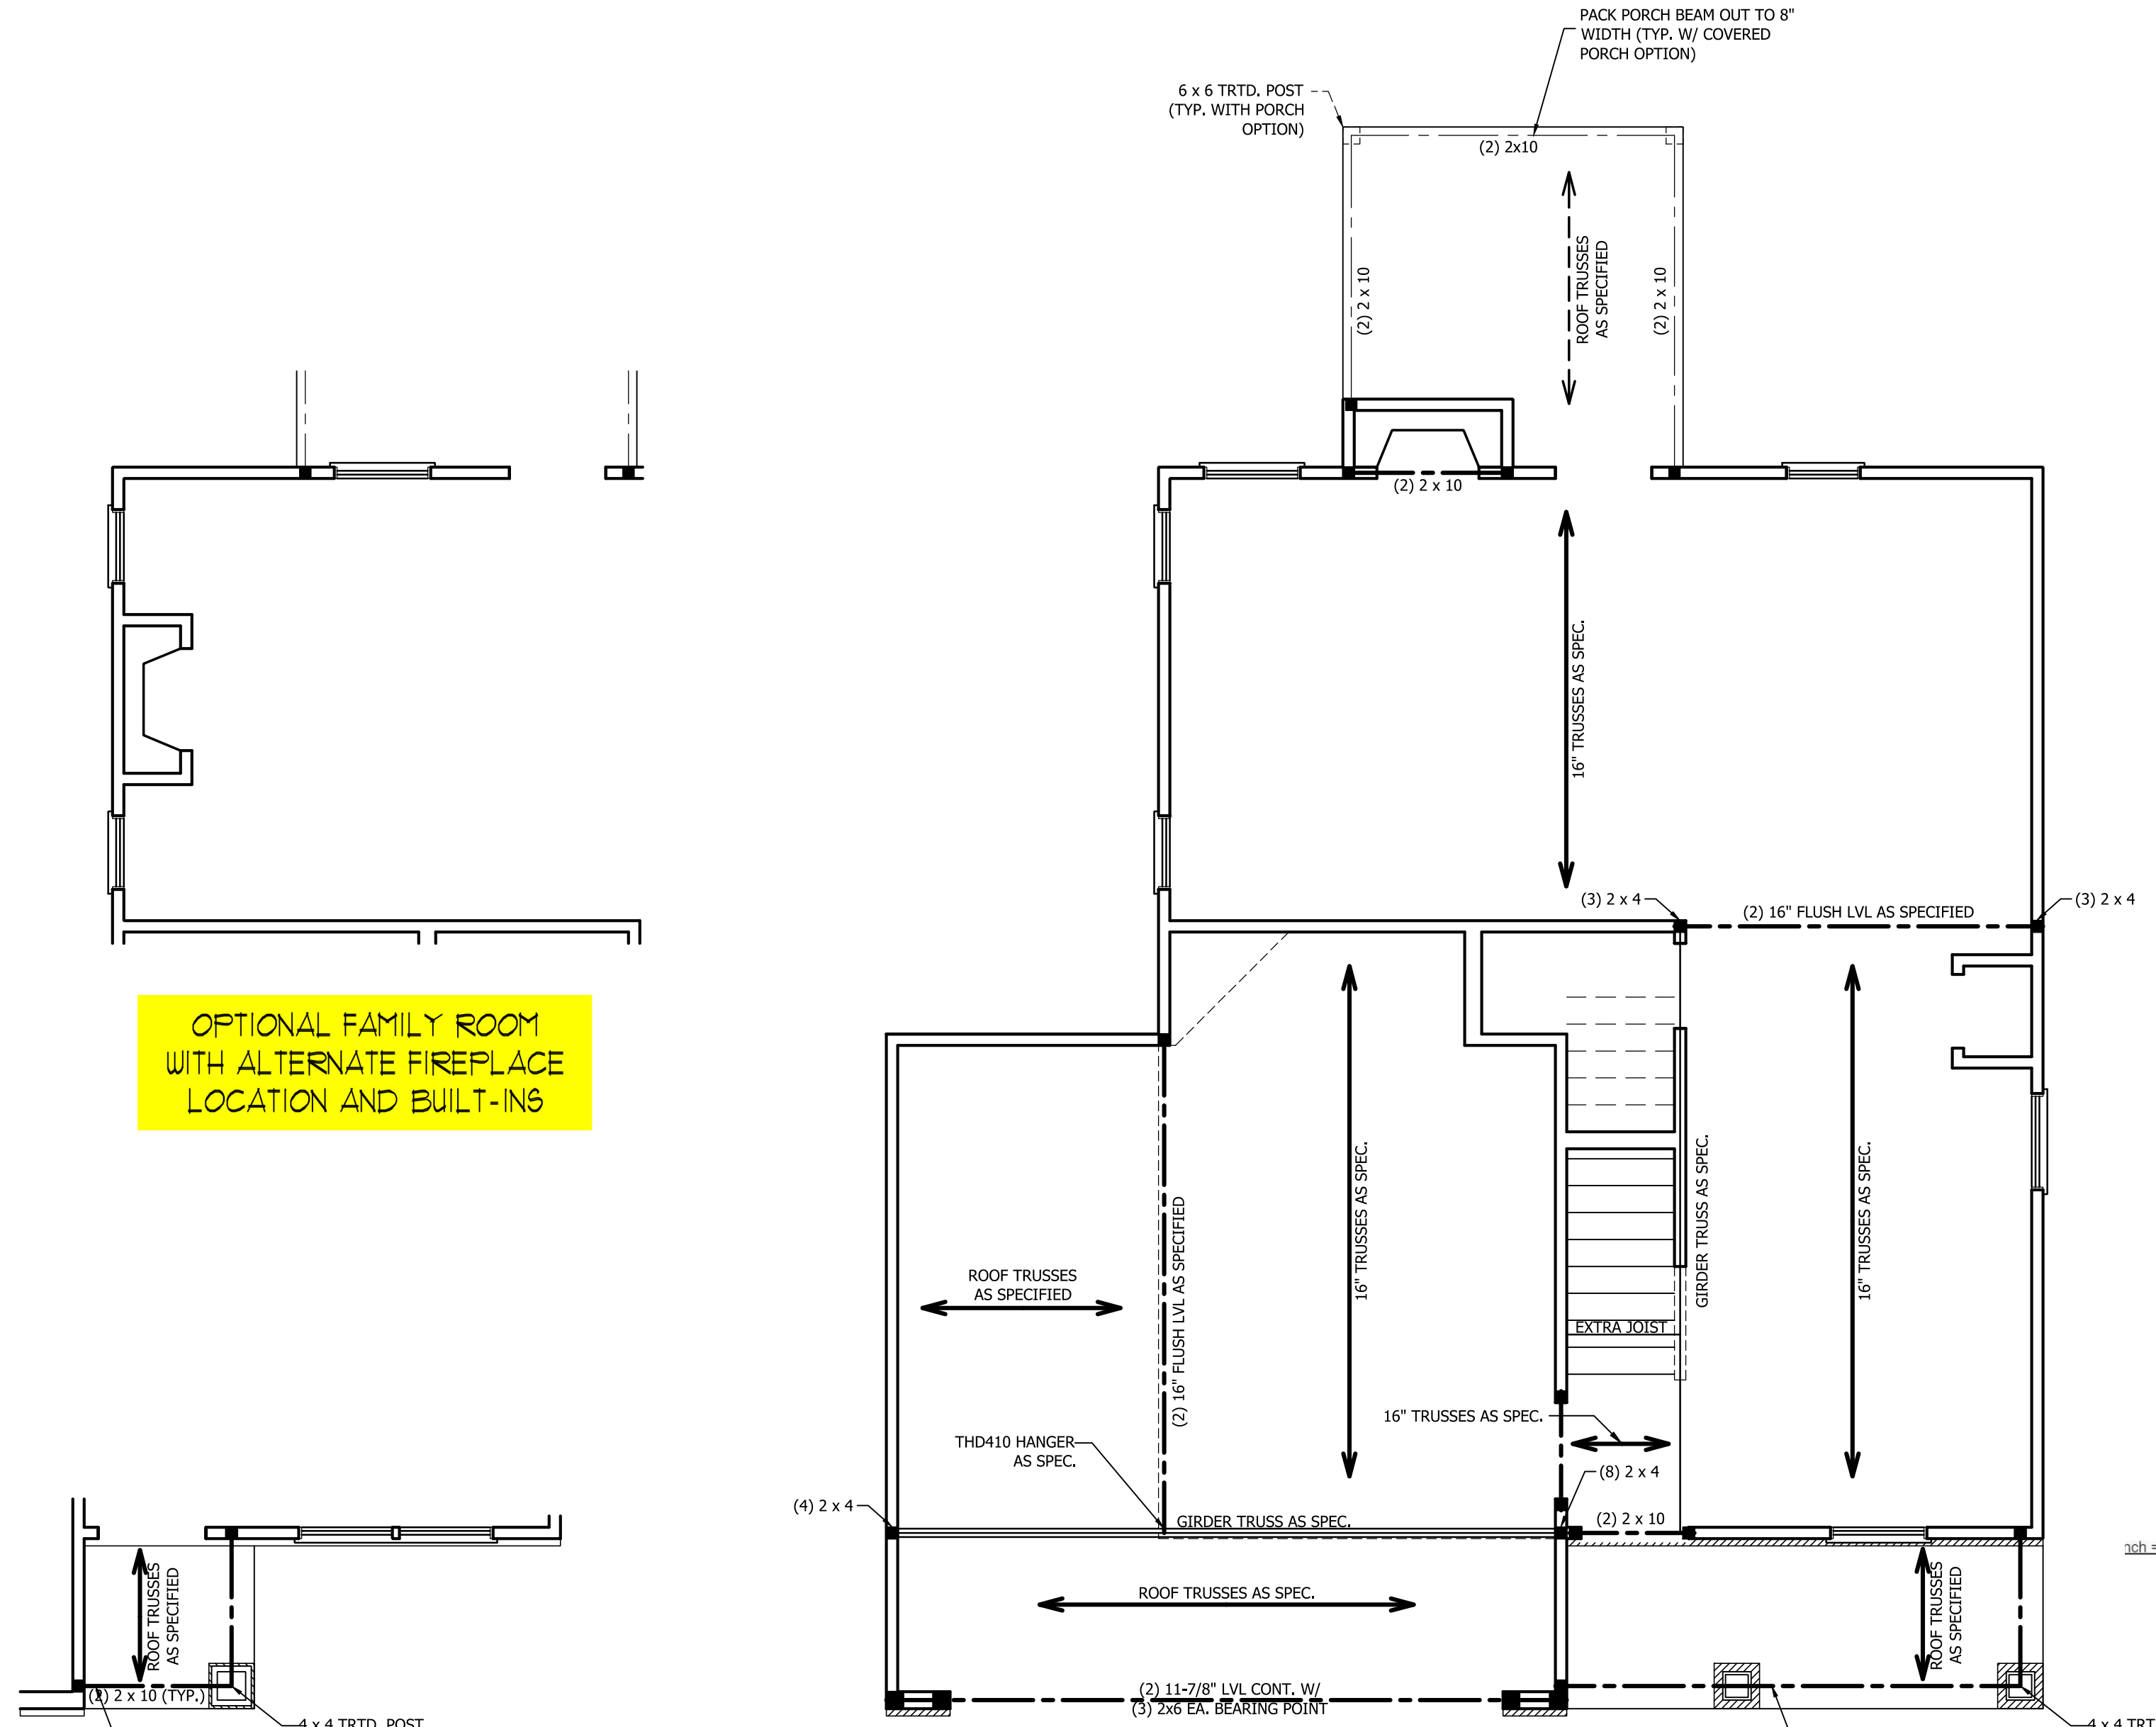 PACK PORCH BEAM OUT TO 8"
WIDTH (TYP. W/ COVERED
PORCH OPTION)
6 x 6 TRTD. POST
(TYP. WITH PORCH
OPTION)
(2) 2x10
ROOF TRUSSES
AS SPECIFIED
(2) 2 x 10
(2) 2 x 10
(2) 2 x 10
16" TRUSSES AS SPEC.
(3) 2 x 4
(2) 16" FLUSH LVL AS SPECIFIED
(3) 2 x 4
OPTIONAL FAMILY ROOM
WITH ALTERNATE FIREPLACE
LOCATION AND BUILT-INS
ROOF TRUSSES
AS SPECIFIED
(2) 16" FLUSH LVL AS SPECIFIED
16" TRUSSES AS SPEC.
GIRDER TRUSS AS SPEC.
16" TRUSSES AS SPEC.
EXTRA JOIST
16" TRUSSES AS SPEC.
THD410 HANGER
AS SPEC.
(8) 2 x 4
(4) 2 x 4
GIRDER TRUSS AS SPEC.
(2) 2 x 10
nch =
ROOF TRUSSES
AS SPECIFIED
ROOF TRUSSES AS SPEC.
ROOF TRUSSES
AS SPECIFIED
(2) 2 x 10 (TYP.)
(2) 11-7/8" LVL CONT. W/
(3) 2x6 EA. BEARING POINT
4 x 4 TRTD. POST
4 x 4 TRT